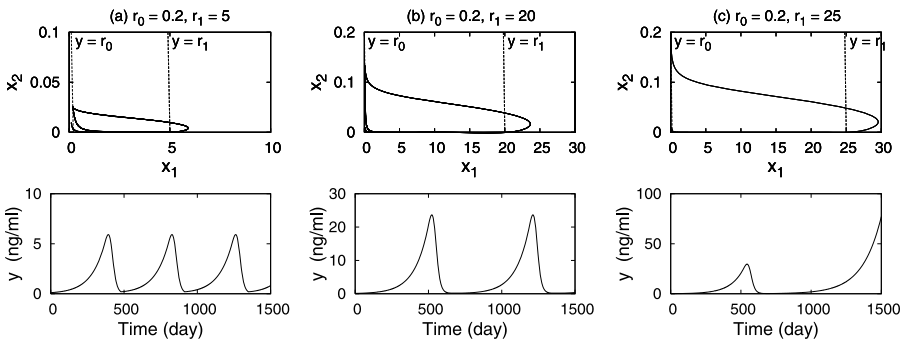 (a) r0 = 0.2, r1 = 5
(b) r0 = 0.2, r1 = 20
(c) r0 = 0.2, r1 = 25
x2
0.1
0.05
0
y = r0
y = r1
0
5
10
x1
x2
0.2
0.1
0
y = r0
y = r1
0
5
10
15
20
25
30
x1
x2
0.2
0.1
0
y = r0
y = r1
0
5
10
15
20
25
30
x1
y (ng/ml)
10
5
0
0
500
1000
1500
Time (day)
y (ng/ml)
30
20
10
0
0
500
1000
1500
Time (day)
y (ng/ml)
100
50
0
0
500
1000
1500
Time (day)